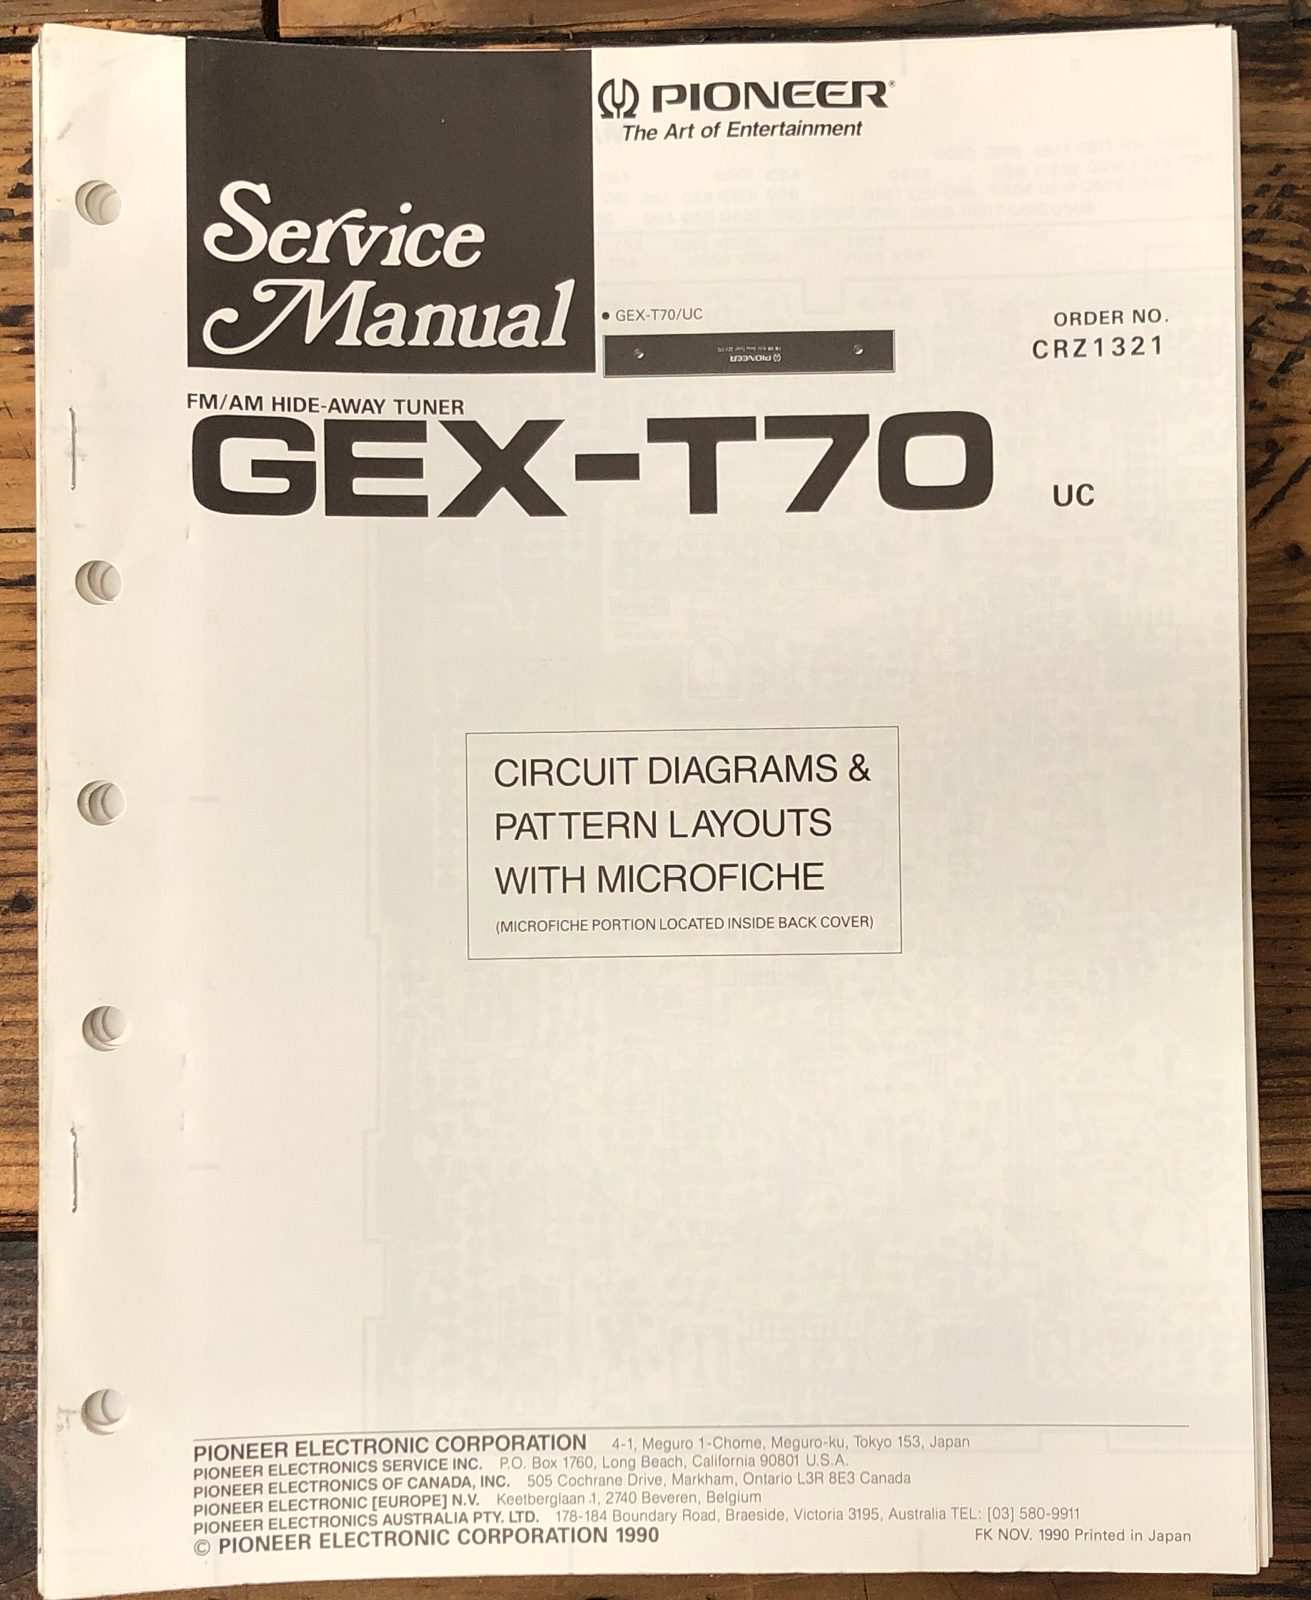 PIONEER®
The Art of Entertainment
Service
Manual
• GEX-T70/UC
PIONEER
ORDER NO.
CRZ1321
FM/AM HIDE-AWAY TUNER
GEX-T70 UC
CIRCUIT DIAGRAMS &
PATTERN LAYOUTS
WITH MICROFICHE
(MICROFICHE PORTION LOCATED INSIDE BACK COVER)
PIONEER ELECTRONIC CORPORATION 4-1, Meguro 1-Chome, Meguro-ku, Tokyo 153, Japan
PIONEER ELECTRONICS SERVICE INC. P.O. Box 1760, Long Beach, California 90801 U.S.A.
PIONEER ELECTRONICS OF CANADA, INC. 505 Cochrane Drive, Markham, Ontario L3R 8E3 Canada
PIONEER ELECTRONIC [EUROPE] N.V. Keetberglaan 1, 2740 Beveren, Belgium
PIONEER ELECTRONICS AUSTRALIA PTY. LTD. 178-184 Boundary Road, Braeside, Victoria 3195, Australia TEL: [03] 580-9911
© PIONEER ELECTRONIC CORPORATION 1990 FK NOV. 1990 Printed in Japan